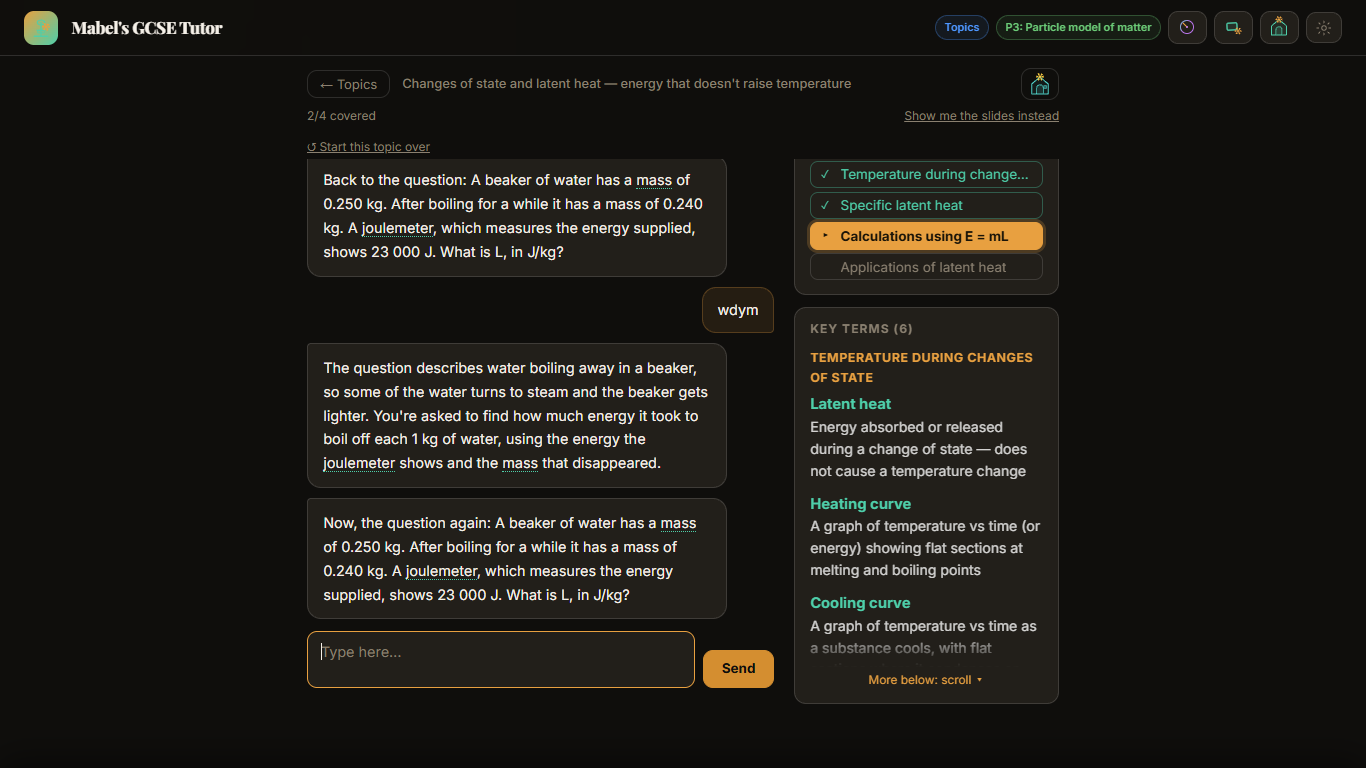 Mabel's GCSE Tutor
Topics
P3: Particle model of matter
← Topics
Changes of state and latent heat — energy that doesn't raise temperature
2/4 covered
Show me the slides instead
↺ Start this topic over
Back to the question: A beaker of water has a mass of
0.250 kg. After boiling for a while it has a mass of 0.240
kg. A joulemeter, which measures the energy supplied,
shows 23 000 J. What is L, in J/kg?
wdym
The question describes water boiling away in a beaker,
so some of the water turns to steam and the beaker gets
lighter. You're asked to find how much energy it took to
boil off each 1 kg of water, using the energy the
joulemeter shows and the mass that disappeared.
Now, the question again: A beaker of water has a mass
of 0.250 kg. After boiling for a while it has a mass of
0.240 kg. A joulemeter, which measures the energy
supplied, shows 23 000 J. What is L, in J/kg?
Type here...
Send
✓ Temperature during change...
✓ Specific latent heat
‣ Calculations using E = mL
Applications of latent heat
KEY TERMS (6)
TEMPERATURE DURING CHANGES
OF STATE
Latent heat
Energy absorbed or released
during a change of state — does
not cause a temperature change
Heating curve
A graph of temperature vs time (or
energy) showing flat sections at
melting and boiling points
Cooling curve
A graph of temperature vs time as
a substance cools, with flat
More below: scroll ▾